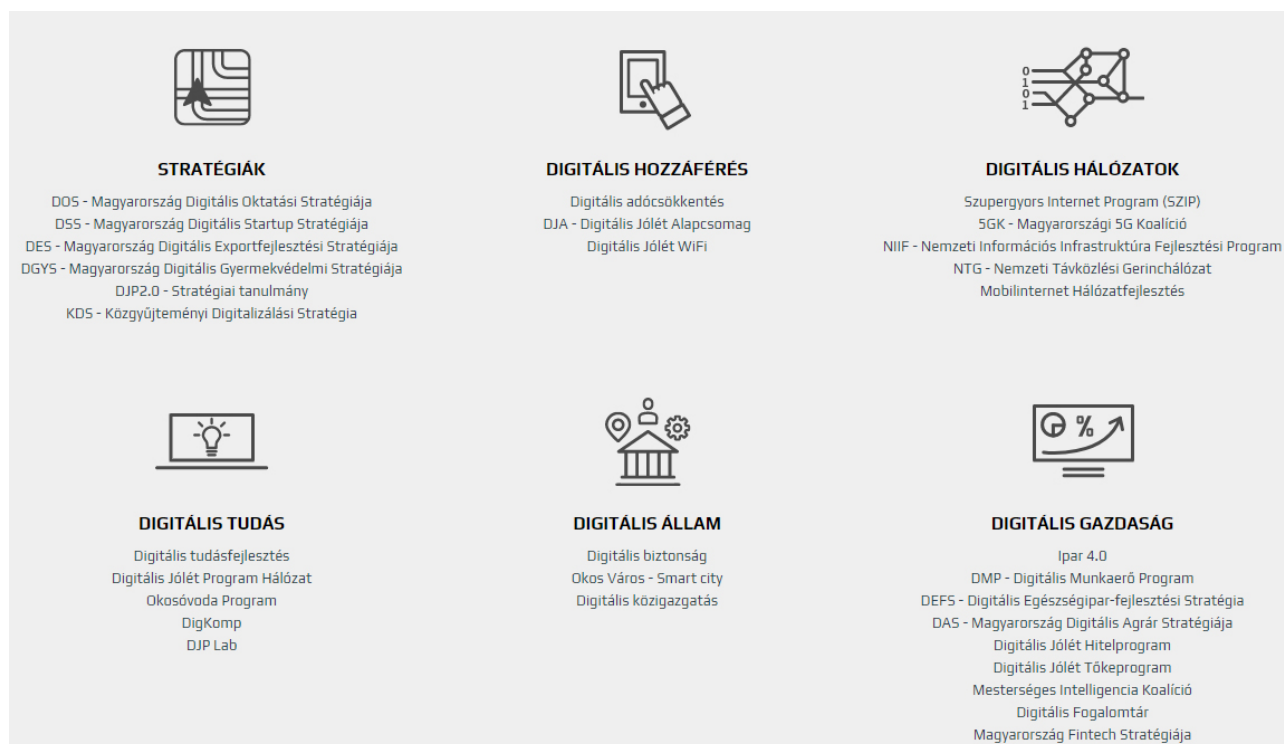 STRATÉGIÁK
DOS - Magyarország Digitális Oktatási Stratégiája
DSS - Magyarország Digitális Startup Stratégiája
DES - Magyarország Digitális Exportfejlesztési Stratégiája
DGYS - Magyarország Digitális Gyermekvédelmi Stratégiája
DJP2.0 - Stratégiai tanulmány
KDS - Közgyűjteményi Digitalizálási Stratégia
DIGITÁLIS HOZZÁFÉRÉS
Digitális adócsökkentés
DJA - Digitális Jólét Alapcsomag
Digitális Jólét WiFi
0
1
0
1
DIGITÁLIS HÁLÓZATOK
Szupergyors Internet Program (SZIP)
5GK - Magyarországi 5G Koalíció
NIIF - Nemzeti Információs Infrastruktúra Fejlesztési Program
NTG - Nemzeti Távközlési Gerinchálózat
Mobilinternet Hálózatfejlesztés
DIGITÁLIS TUDÁS
Digitális tudásfejlesztés
Digitális Jólét Program Hálózat
Okosóvoda Program
DigKomp
DJP Lab
DIGITÁLIS ÁLLAM
Digitális biztonság
Okos Város - Smart city
Digitális közigazgatás
%
DIGITÁLIS GAZDASÁG
Ipar 4.0
DMP - Digitális Munkaerő Program
DEFS - Digitális Egészségipar-fejlesztési Stratégia
DAS - Magyarország Digitális Agrár Stratégiája
Digitális Jólét Hitelprogram
Digitális Jólét Tőkeprogram
Mesterséges Intelligencia Koalíció
Digitális Fogalomtár
Magyarország Fintech Stratégiája